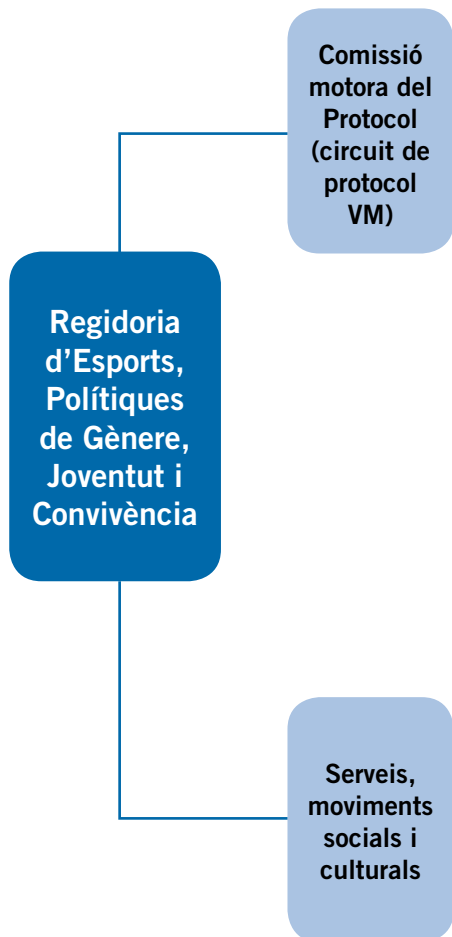 Comissió
motora del
Protocol
(circuit de
protocol
VM)
Regidoria
d’Esports,
Polítiques
de Gènere,
Joventut i
Convivència
Serveis,
moviments
socials i
culturals